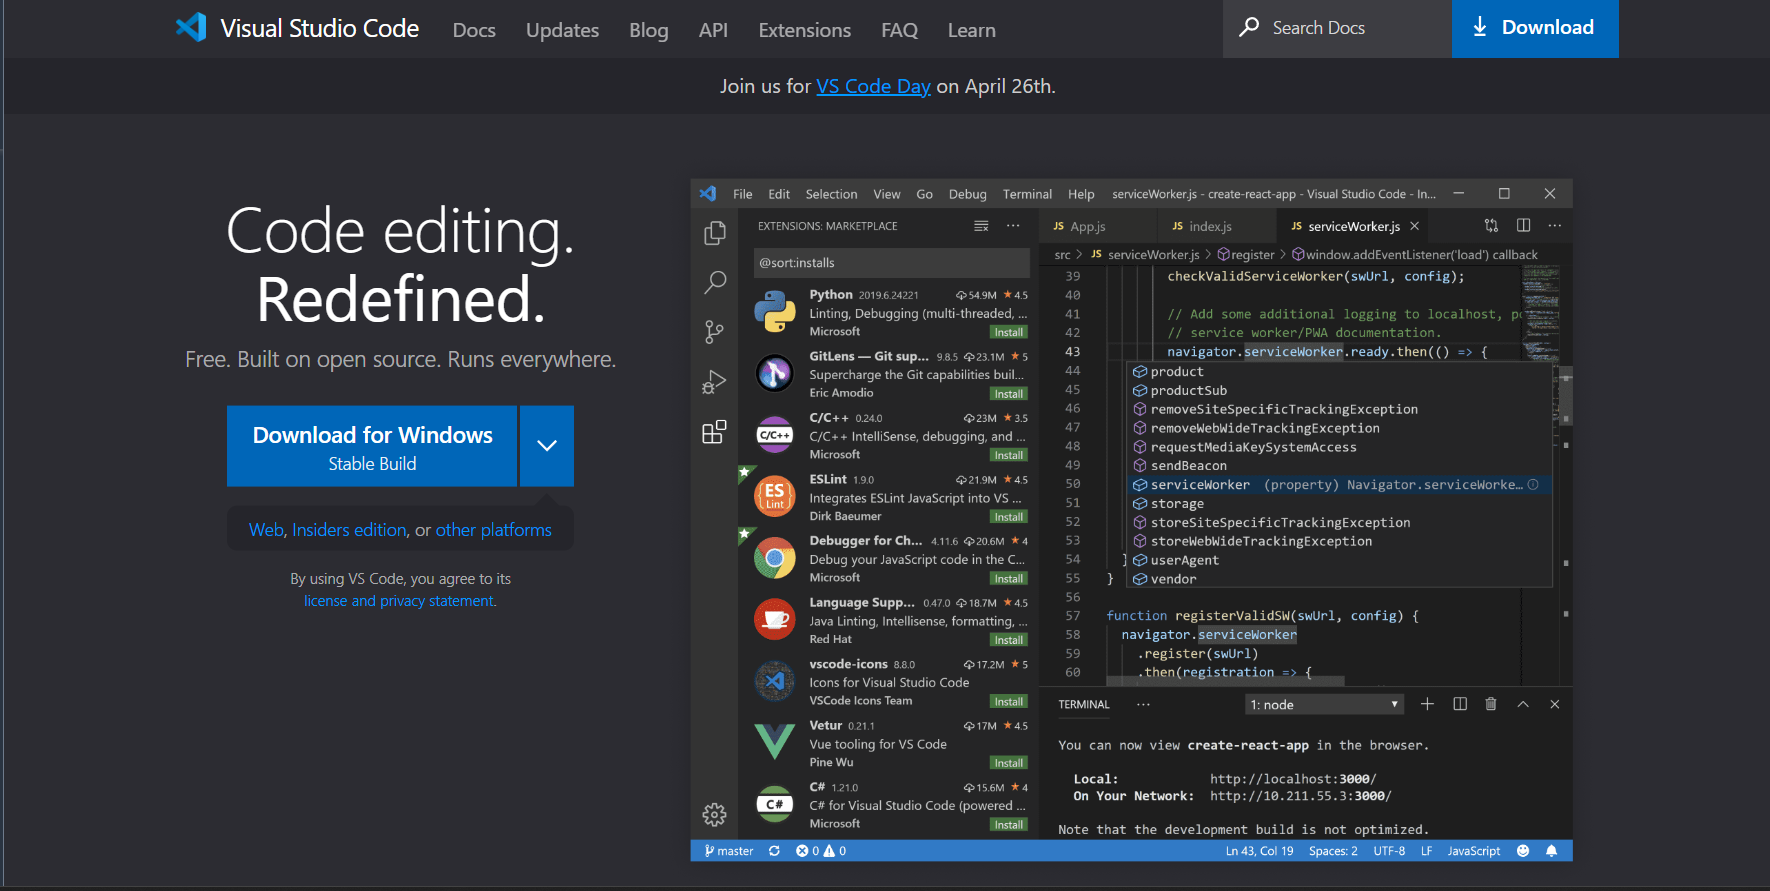 Visual Studio Code Docs Updates Blog API Extensions FAQ Learn Search Docs Download
Join us for VS Code Day on April 26th.
Code editing.
Redefined.
Free. Built on open source. Runs everywhere.
Download for Windows
Stable Build
Web, Insiders edition, or other platforms
By using VS Code, you agree to its
license and privacy statement.
File Edit Selection View Go Debug Terminal Help serviceWorker.js - create-react-app - Visual Studio Code - In...
EXTENSIONS: MARKETPLACE
@sort:installs
Python 2019.6.24221 54.9M 4.5
Linting, Debugging (multi-threaded, ...
Microsoft Install
GitLens — Git sup... 9.8.5 23.1M 5
Supercharge the Git capabilities buil...
Eric Amodio Install
C/C++
C/C++ 0.24.0 23M 3.5
C/C++ IntelliSense, debugging, and ...
Microsoft Install
ES
Lint
ESLint 1.9.0 21.9M 4.5
Integrates ESLint JavaScript into VS ...
Dirk Baeumer Install
Debugger for Ch... 4.11.6 20.6M 4
Debug your JavaScript code in the C...
Microsoft Install
Language Supp... 0.47.0 18.7M 4.5
Java Linting, Intellisense, formatting, ...
Red Hat Install
vscode-icons 8.8.0 17.2M 5
Icons for Visual Studio Code
VSCode Icons Team Install
Vetur 0.21.1 17M 4.5
Vue tooling for VS Code
Pine Wu Install
C#
C# 1.21.0 15.6M 4
C# for Visual Studio Code (powered ...
Microsoft Install
JS App.js JS index.js JS serviceWorker.js
src > JS serviceWorker.js > register > window.addEventListener('load') callback
39 checkValidServiceWorker(swUrl, config);
40
41 // Add some additional logging to localhost, po
42 // service worker/PWA documentation.
43 navigator.serviceWorker.ready.then(() => {
44 product
45 productSub
46 removeSiteSpecificTrackingException
47 removeWebWideTrackingException
48 requestMediaKeySystemAccess
49 sendBeacon
50 serviceWorker (property) Navigator.serviceWorke...
51 storage
52 storeSiteSpecificTrackingException
53 storeWebWideTrackingException
54 } userAgent
55 } vendor
56
57 function registerValidSW(swUrl, config) {
58 navigator.serviceWorker
59 .register(swUrl)
60 .then(registration => {
TERMINAL ... 1: node
You can now view create-react-app in the browser.
Local: http://localhost:3000/
On Your Network: http://10.211.55.3:3000/
Note that the development build is not optimized.
master 0 0 Ln 43, Col 19 Spaces: 2 UTF-8 LF JavaScript